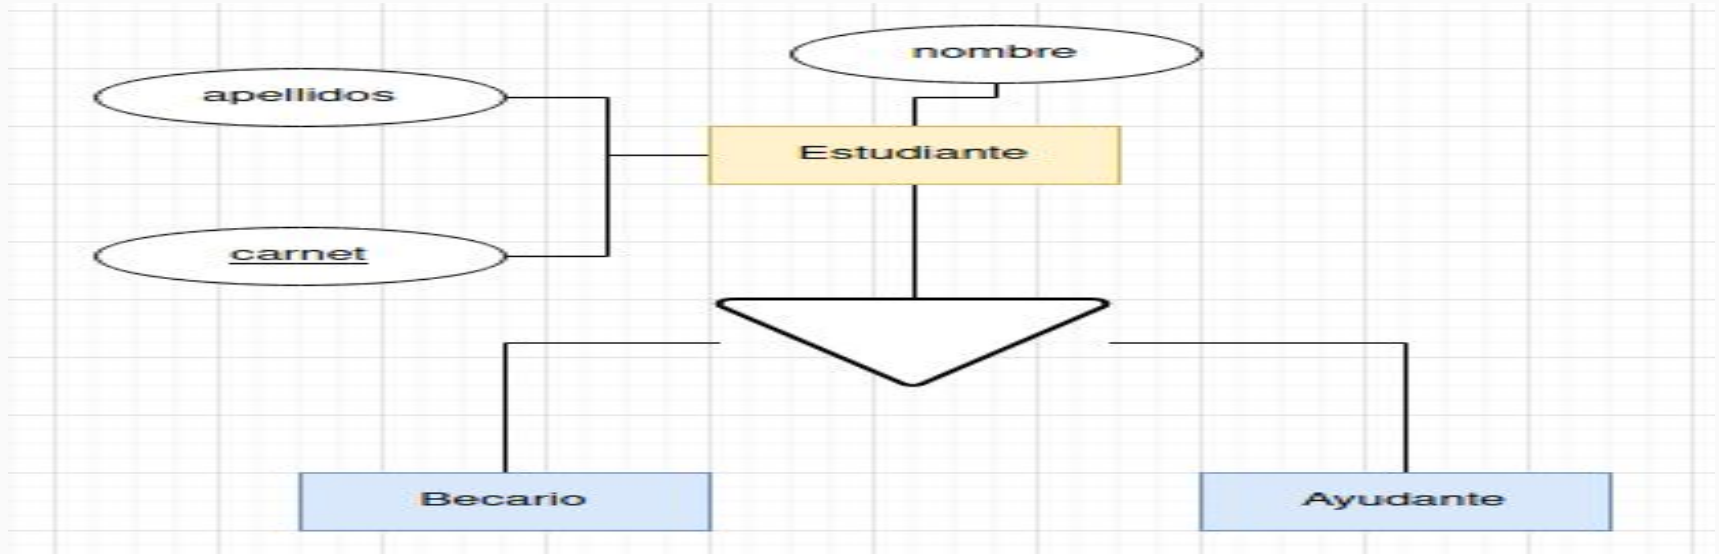 nombre
apellidos
Estudiante
carnet
Becario
Ayudante